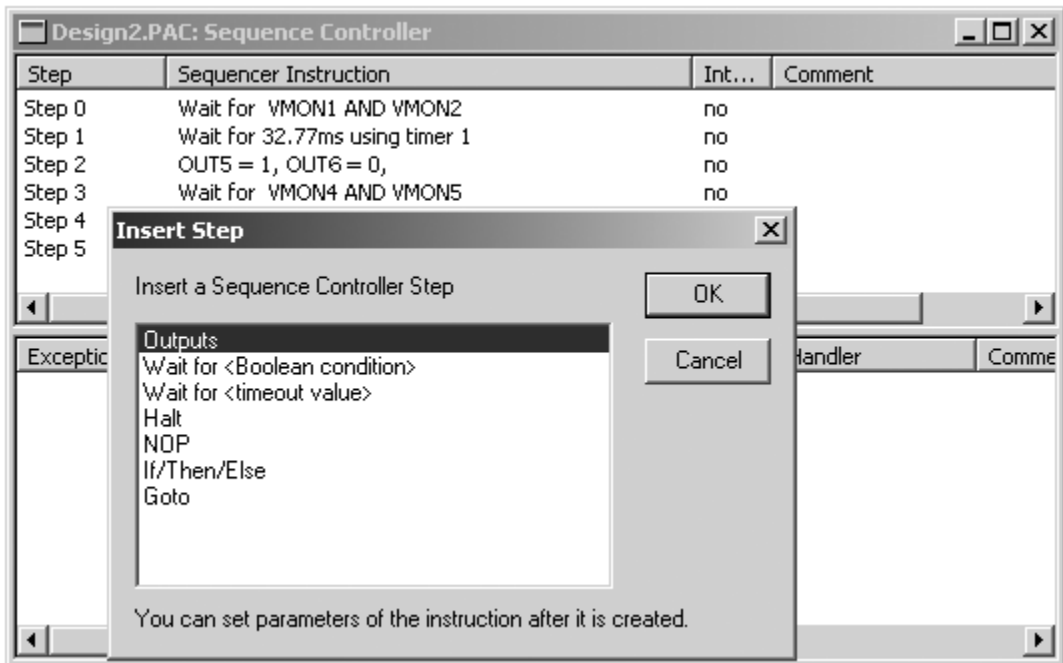 Design2.PAC: Sequence Controller
Step Sequencer Instruction Int... Comment
Step 0 Wait for VMON1 AND VMON2 no
Step 1 Wait for 32.77ms using timer 1 no
Step 2 OUT5 = 1, OUT6 = 0, no
Step 3 Wait for VMON4 AND VMON5 no
Step 4
Step 5
Insert Step
Insert a Sequence Controller Step
OK
Cancel
Outputs
Wait for <Boolean condition>
Wait for <timeout value>
Halt
NOP
If/Then/Else
Goto
You can set parameters of the instruction after it is created.
Exceptio Handler Comme